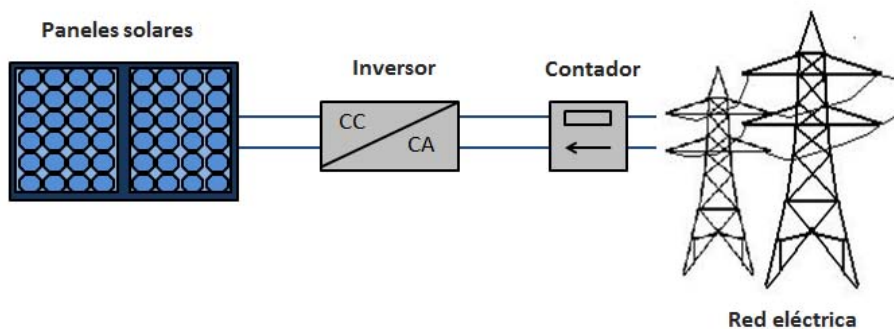 Paneles solares
Inversor
Contador
CC
CA
Red eléctrica